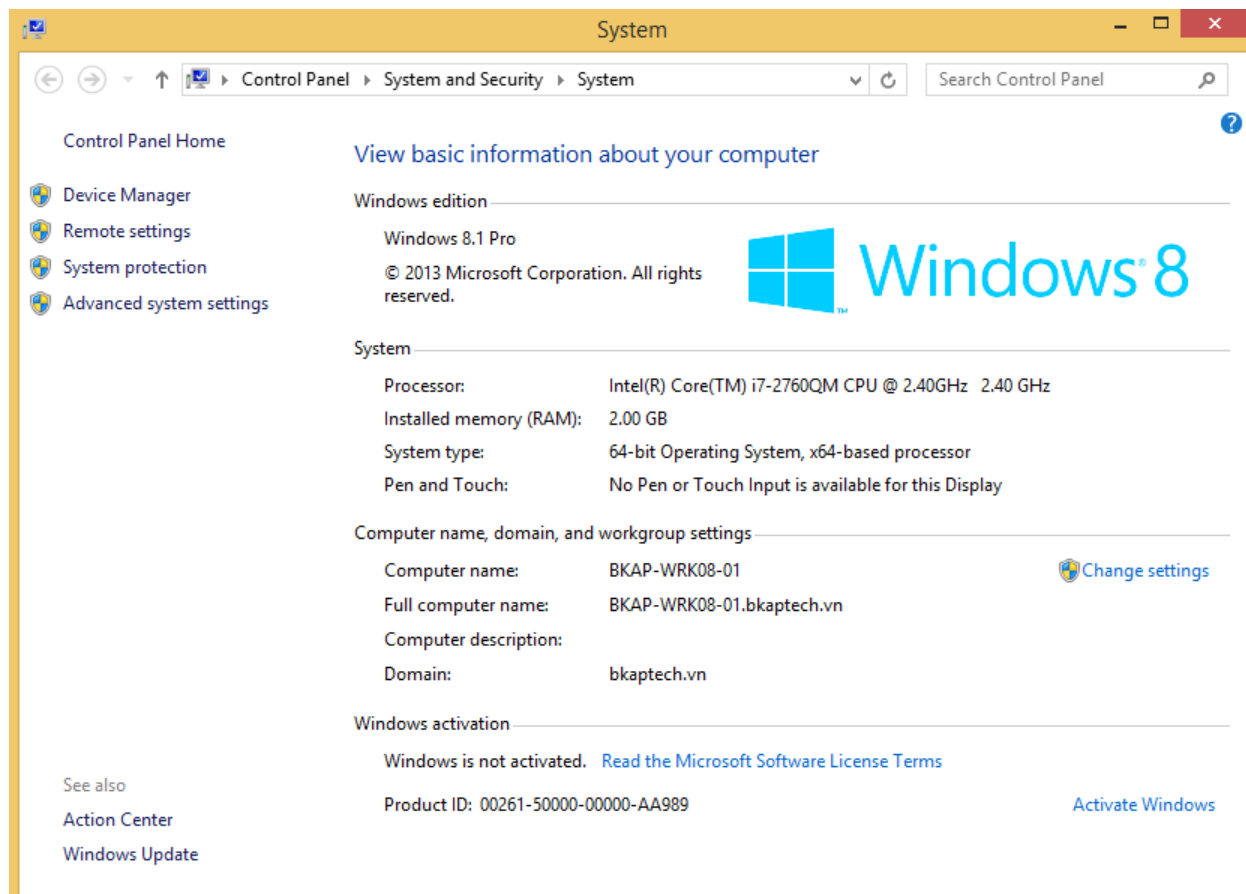 System
Control Panel System and Security System
Search Control Panel
Control Panel Home
Device Manager
Remote settings
System protection
Advanced system settings
See also
Action Center
Windows Update
View basic information about your computer
Windows edition
Windows 8.1 Pro
© 2013 Microsoft Corporation. All rights
reserved.
Windows® 8
TM
System
Processor: Intel(R) Core(TM) i7-2760QM CPU @ 2.40GHz 2.40 GHz
Installed memory (RAM): 2.00 GB
System type: 64-bit Operating System, x64-based processor
Pen and Touch: No Pen or Touch Input is available for this Display
Computer name, domain, and workgroup settings
Computer name: BKAP-WRK08-01 Change settings
Full computer name: BKAP-WRK08-01.bkaptech.vn
Computer description:
Domain: bkaptech.vn
Windows activation
Windows is not activated. Read the Microsoft Software License Terms
Product ID: 00261-50000-00000-AA989 Activate Windows